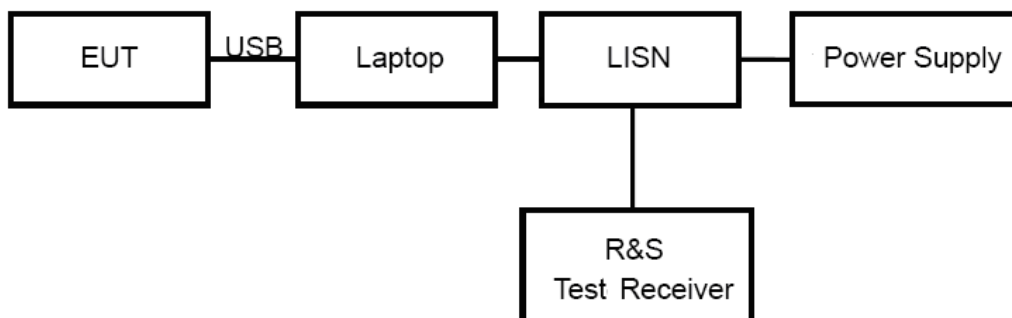 EUT
USB
Laptop
LISN
Power Supply
R&S
Test Receiver